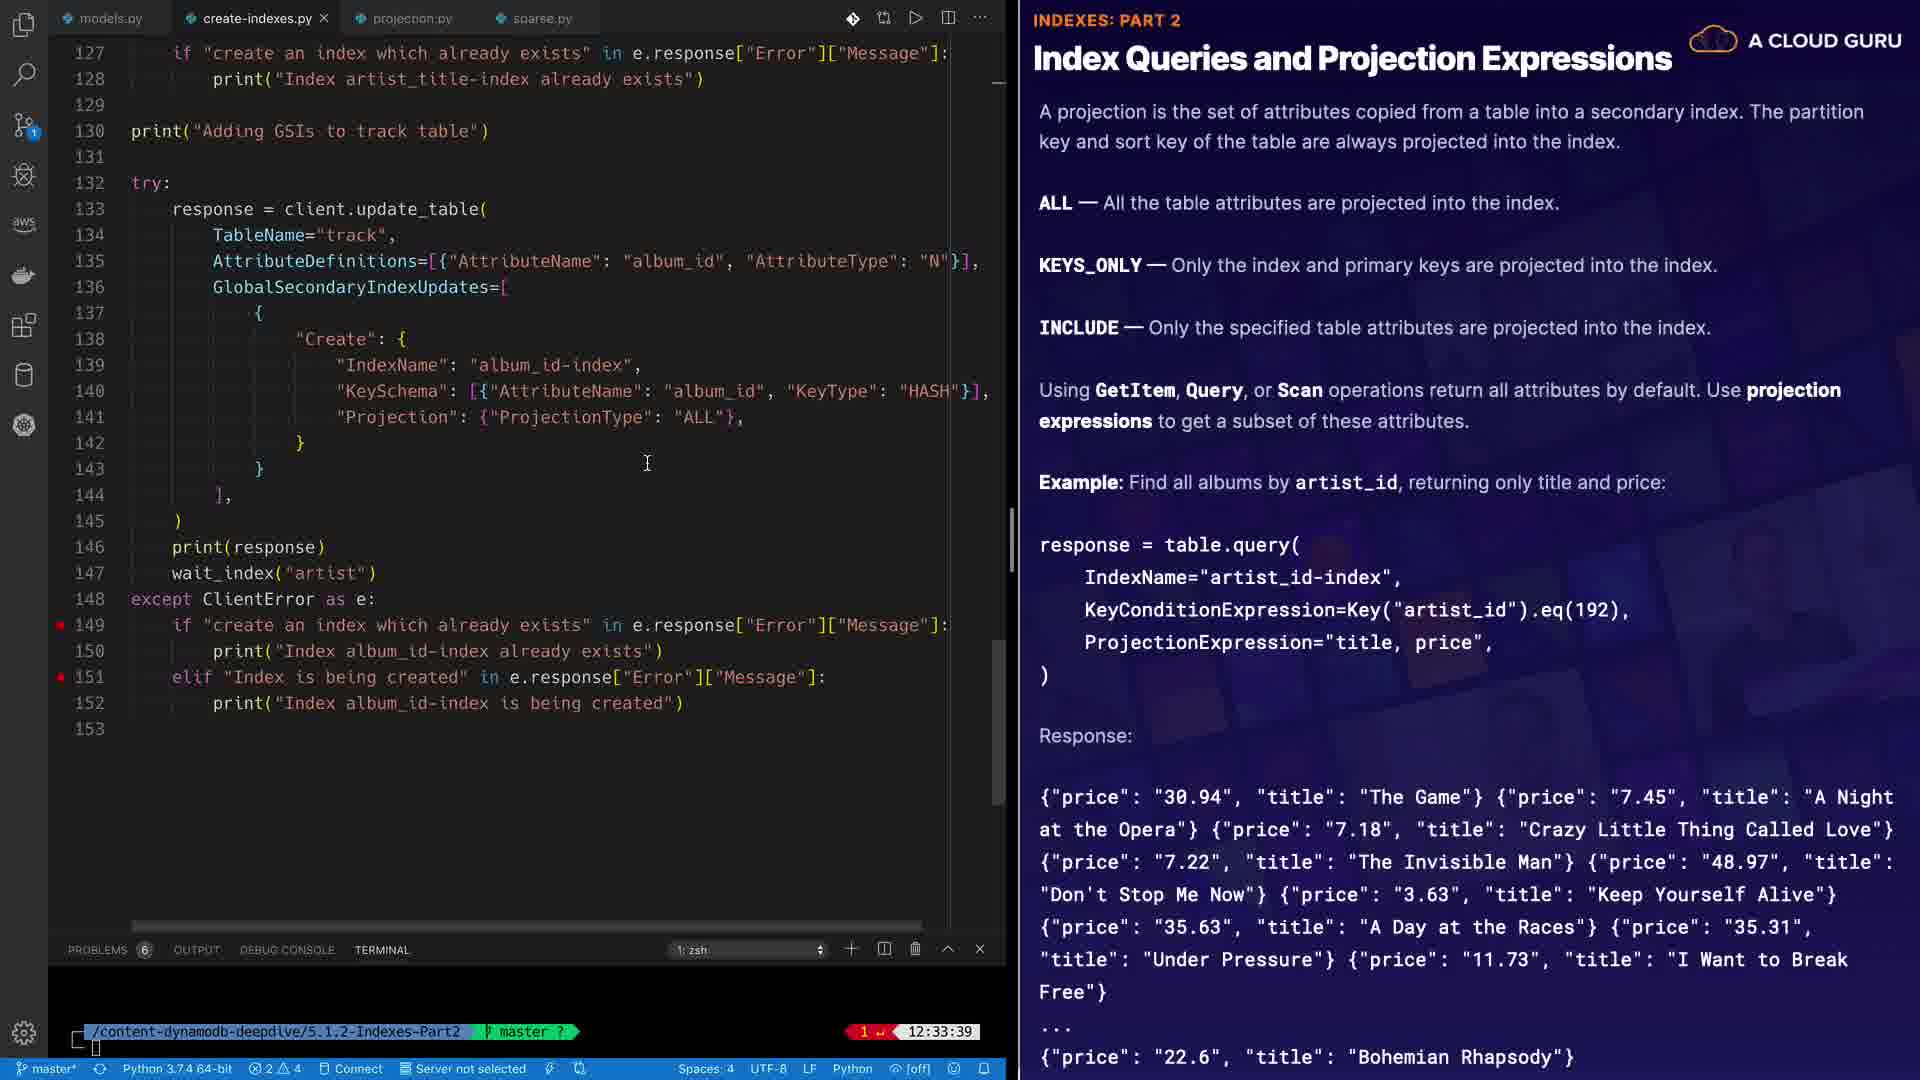 models.py
create-indexes.py
projection.py
sparse.py
127 if "create an index which already exists" in e.response["Error"]["Message"]:
128 print("Index artist_title-index already exists")
129
130 print("Adding GSIs to track table")
131
132 try:
133 response = client.update_table(
134 TableName="track",
135 AttributeDefinitions=[{"AttributeName": "album_id", "AttributeType": "N"}],
136 GlobalSecondaryIndexUpdates=[
137 {
138 "Create": {
139 "IndexName": "album_id-index",
140 "KeySchema": [{"AttributeName": "album_id", "KeyType": "HASH"}],
141 "Projection": {"ProjectionType": "ALL"},
142 }
143 }
144 ],
145 )
146 print(response)
147 wait_index("artist")
148 except ClientError as e:
149 if "create an index which already exists" in e.response["Error"]["Message"]:
150 print("Index album_id-index already exists")
151 elif "Index is being created" in e.response["Error"]["Message"]:
152 print("Index album_id-index is being created")
153
aws
1
PROBLEMS 6 OUTPUT DEBUG CONSOLE TERMINAL 1: zsh
/content-dynamodb-deepdive/5.1.2-Indexes-Part2 master ? 1 ↵ 12:33:39
master* Python 3.7.4 64-bit 2 4 Connect Server not selected Spaces: 4 UTF-8 LF Python [off]
INDEXES: PART 2
Index Queries and Projection Expressions
A CLOUD GURU
A projection is the set of attributes copied from a table into a secondary index. The partition
key and sort key of the table are always projected into the index.
ALL — All the table attributes are projected into the index.
KEYS_ONLY — Only the index and primary keys are projected into the index.
INCLUDE — Only the specified table attributes are projected into the index.
Using GetItem, Query, or Scan operations return all attributes by default. Use projection
expressions to get a subset of these attributes.
Example: Find all albums by artist_id, returning only title and price:
response = table.query(
IndexName="artist_id-index",
KeyConditionExpression=Key("artist_id").eq(192),
ProjectionExpression="title, price",
)
Response:
{"price": "30.94", "title": "The Game"} {"price": "7.45", "title": "A Night
at the Opera"} {"price": "7.18", "title": "Crazy Little Thing Called Love"}
{"price": "7.22", "title": "The Invisible Man"} {"price": "48.97", "title":
"Don't Stop Me Now"} {"price": "3.63", "title": "Keep Yourself Alive"}
{"price": "35.63", "title": "A Day at the Races"} {"price": "35.31",
"title": "Under Pressure"} {"price": "11.73", "title": "I Want to Break
Free"}
...
{"price": "22.6", "title": "Bohemian Rhapsody"}